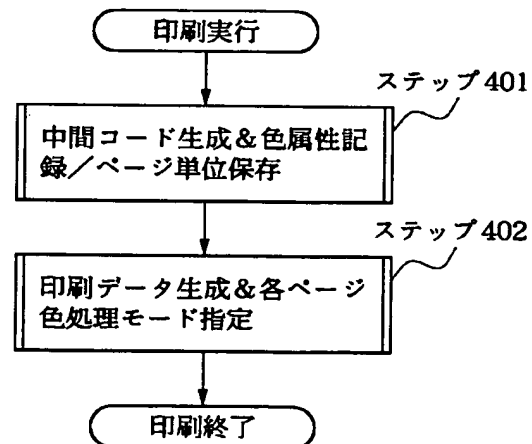 印刷実行
ステップ401
中間コード生成&色属性記
録/ページ単位保存
ステップ402
印刷データ生成&各ページ
色処理モード指定
印刷終了